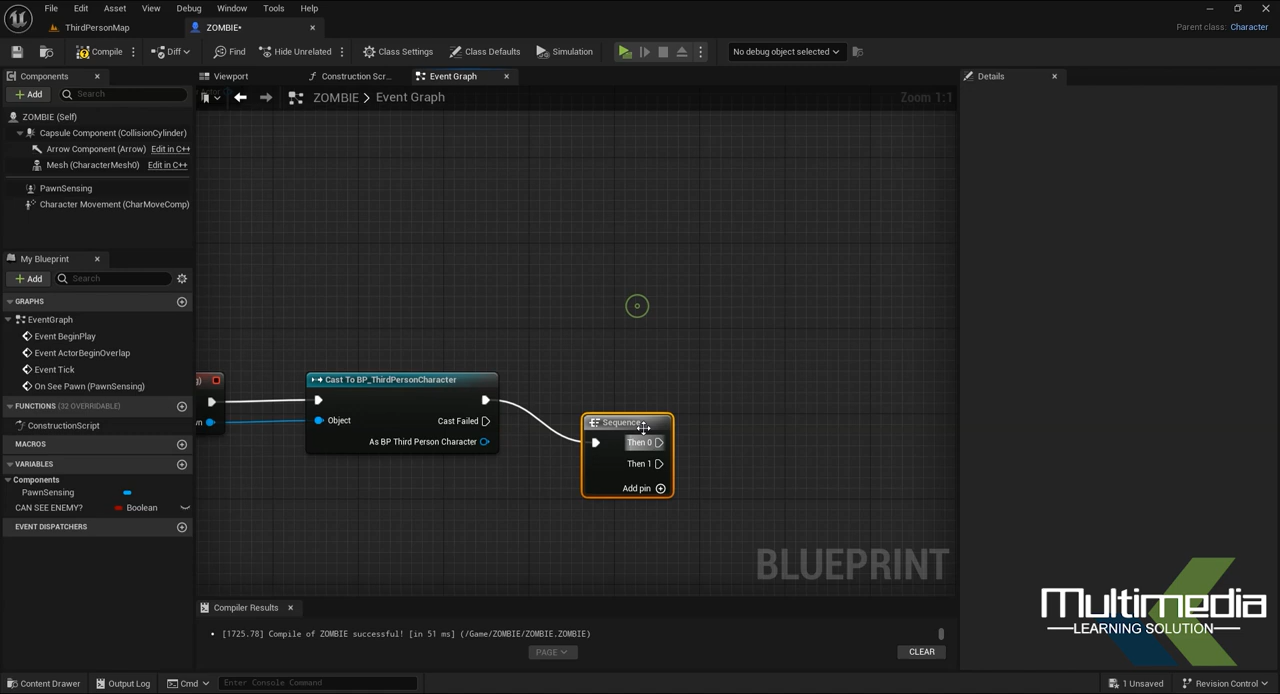 File Edit Asset View Debug Window Tools Help
ThirdPersonMap
ZOMBIE*
Parent class: Character
Compile
Diff
Find
Hide Unrelated
Class Settings
Class Defaults
Simulation
No debug object selected
Components
Viewport
Construction Scr...
Event Graph
Details
+ Add
Search
ZOMBIE > Event Graph
Zoom 1:1
ZOMBIE (Self)
Capsule Component (CollisionCylinder)
Arrow Component (Arrow) Edit in C++
Mesh (CharacterMesh0) Edit in C++
PawnSensing
Character Movement (CharMoveComp)
My Blueprint
+ Add
Search
GRAPHS
EventGraph
Event BeginPlay
Event ActorBeginOverlap
Event Tick
On See Pawn (PawnSensing)
FUNCTIONS (32 OVERRIDABLE)
ConstructionScript
MACROS
VARIABLES
Components
PawnSensing
CAN SEE ENEMY? Boolean
EVENT DISPATCHERS
Cast To BP_ThirdPersonCharacter
Object
Cast Failed
As BP Third Person Character
Sequence
Then 0
Then 1
Add pin
BLUEPRINT
Compiler Results
[1725.78] Compile of ZOMBIE successful! [in 51 ms] (/Game/ZOMBIE/ZOMBIE.ZOMBIE)
PAGE
CLEAR
Multimedia
LEARNING SOLUTION
Content Drawer
Output Log
Cmd
Enter Console Command
1 Unsaved
Revision Control